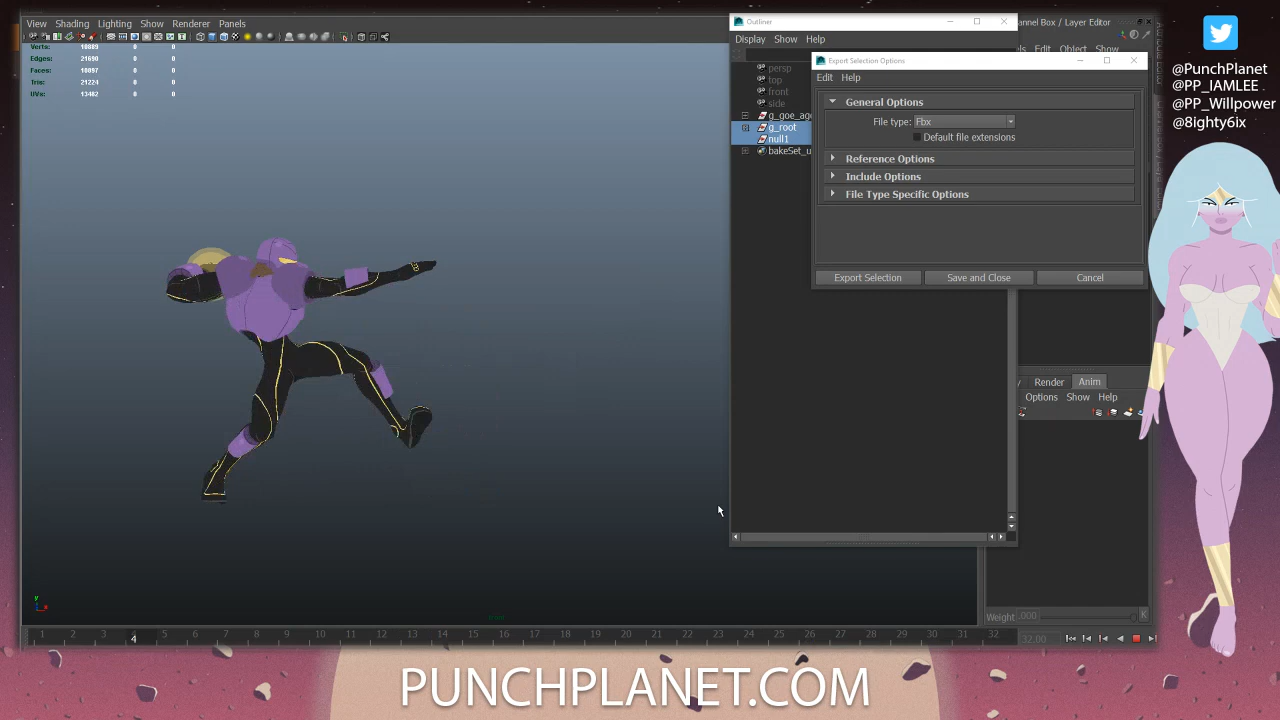 View Shading Lighting Show Renderer Panels
Verts: 10889 0 0
Edges: 21690 0 0
Faces: 10897 0 0
Tris: 21224 0 0
UVs: 13482 0 0
Outliner
Display Show Help
persp
top
front
side
g_goe_ag
g_root
null1
bakeSet_u
annel Box / Layer Editor
els Edit Object Show
Export Selection Options
Edit Help
General Options
File type: Fbx
Default file extensions
Reference Options
Include Options
File Type Specific Options
Export Selection Save and Close Cancel
Render Anim
Options Show Help
Weight .000 K
1 2 3 4 5 6 7 8 9 10 11 12 13 14 15 16 17 18 19 20 21 22 23 24 25 26 27 28 29 30 31 32 32.00
@PunchPlanet
@PP_IAMLEE
@PP_Willpower
@8ighty6ix
PUNCHPLANET.COM